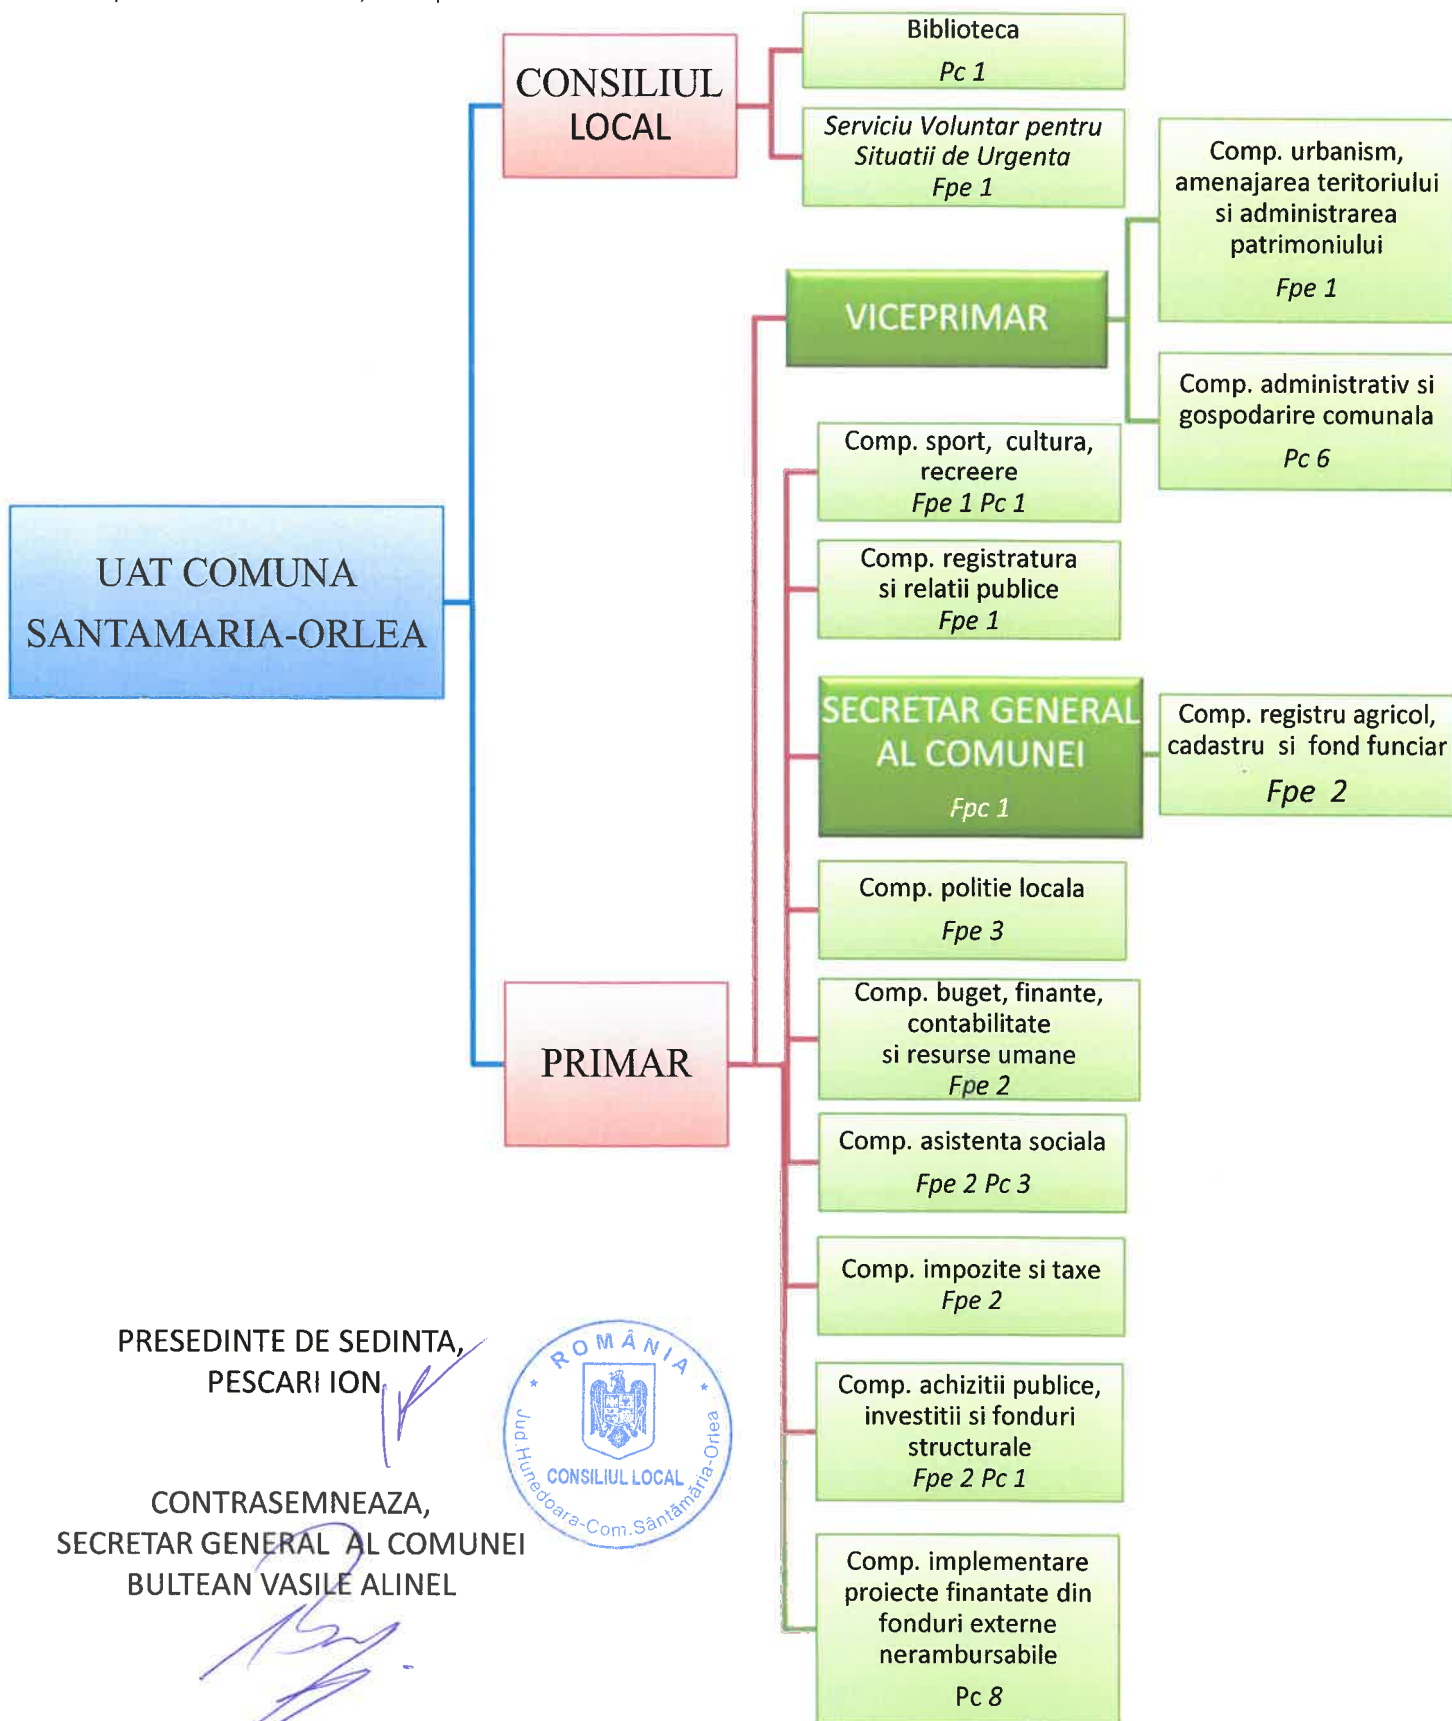 CONSILIUL
LOCAL
Biblioteca
Pc 1
Serviciu Voluntar pentru
Situatii de Urgenta
Fpe 1
Comp. urbanism,
amenajarea teritoriului
si administrarea
patrimoniului
Fpe 1
VICEPRIMAR
Comp. administrativ si
gospodarire comunala
Pc 6
Comp. sport, cultura,
recreere
Fpe 1 Pc 1
UAT COMUNA
SANTAMARIA-ORLEA
Comp. registratura
si relatii publice
Fpe 1
SECRETAR GENERAL
AL COMUNEI
Fpc 1
Comp. registru agricol,
cadastru si fond funciar
Fpe 2
Comp. politie locala
Fpe 3
PRIMAR
Comp. buget, finante,
contabilitate
si resurse umane
Fpe 2
Comp. asistenta sociala
Fpe 2 Pc 3
Comp. impozite si taxe
Fpe 2
Comp. achizitii publice,
investitii si fonduri
structurale
Fpe 2 Pc 1
Comp. implementare
proiecte finantate din
fonduri externe
nerambursabile
Pc 8
PRESEDINTE DE SEDINTA,
PESCARI ION
ROMÂNIA
CONSILIUL LOCAL
Jud.Hunedoara-Com.Sântămăria-Orlea
CONTRASEMNEAZA,
SECRETAR GENERAL AL COMUNEI
BULTEAN VASILE ALINEL